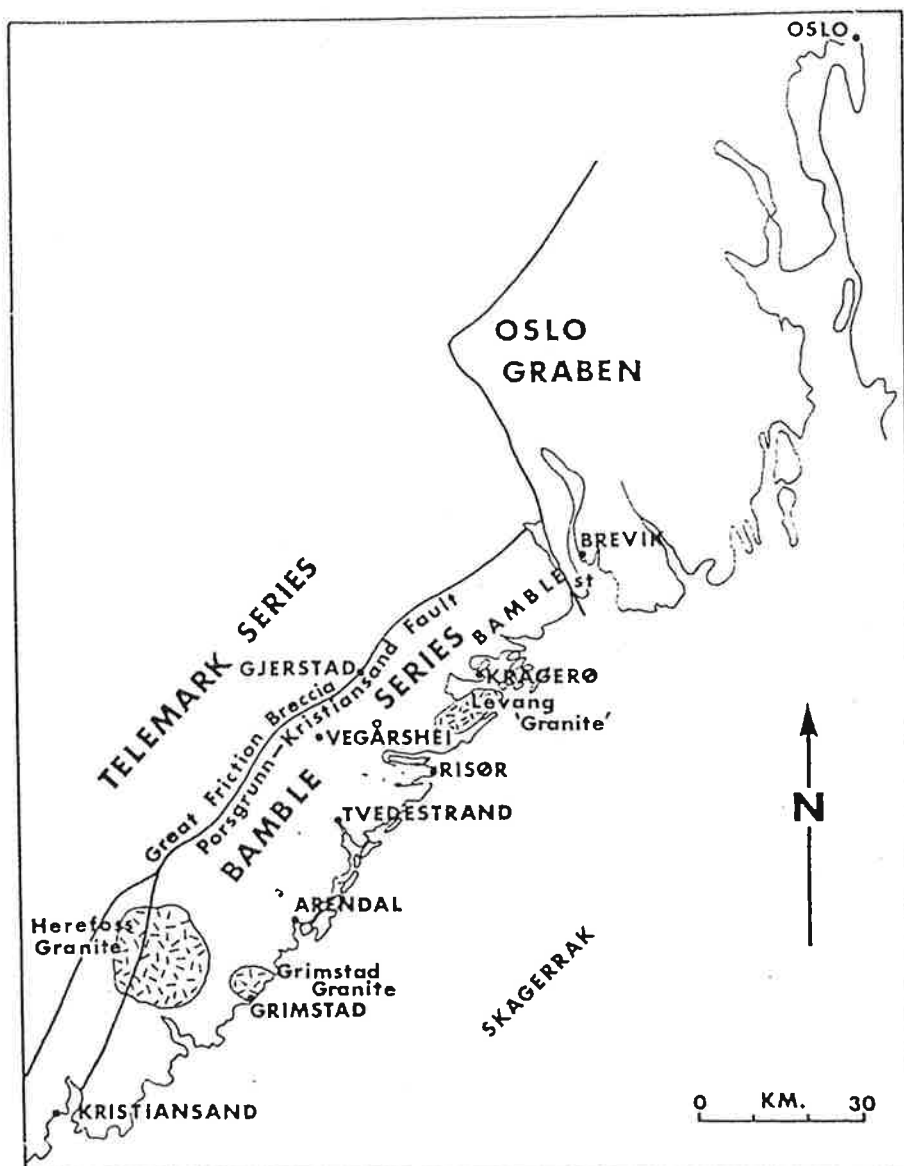 OSLO
OSLO
GRABEN
BREVIK
BAMBLE st
TELEMARK SERIES
Great Friction Breccia
Porsgrunn-Kristiansand Fault
BAMBLE SERIES
GJERSTAD
KRAGERØ
Levang
'Granite'
VEGÅRSHEI
RISØR
TVEDESTRAND
ARENDAL
Herefoss
Granite
Grimstad
Granite
GRIMSTAD
SKAGERRAK
N
KRISTIANSAND
0 KM. 30